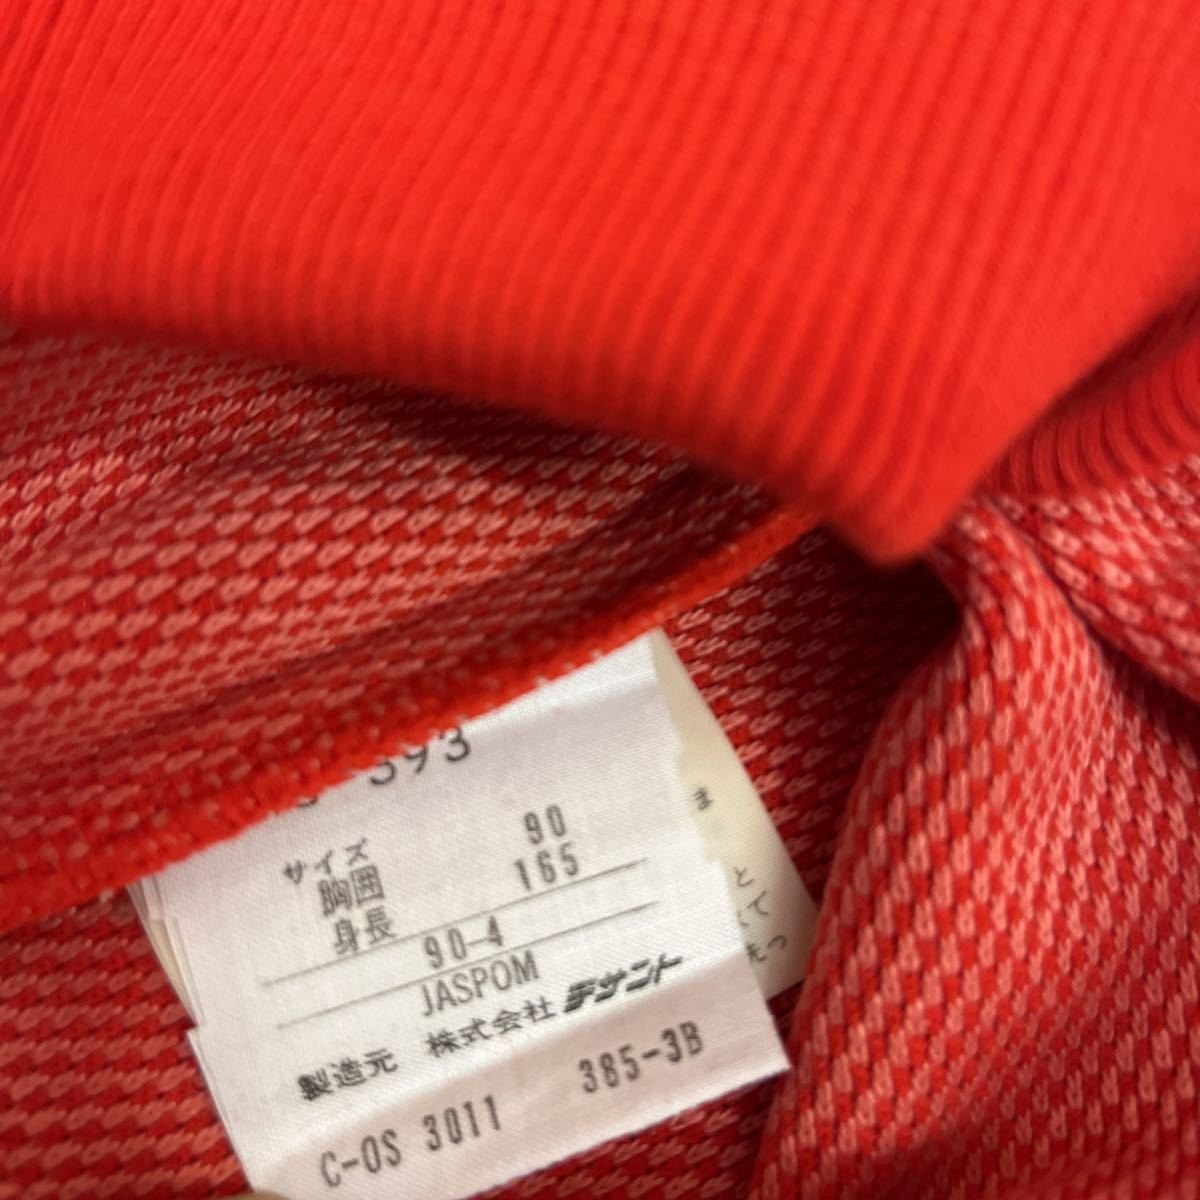 393
サイズ
胸囲 90
身長 165
90-4
JASPOM
製造元 株式会社デサント
C-OS 3011 385-3B
ま
と
て
洗っ